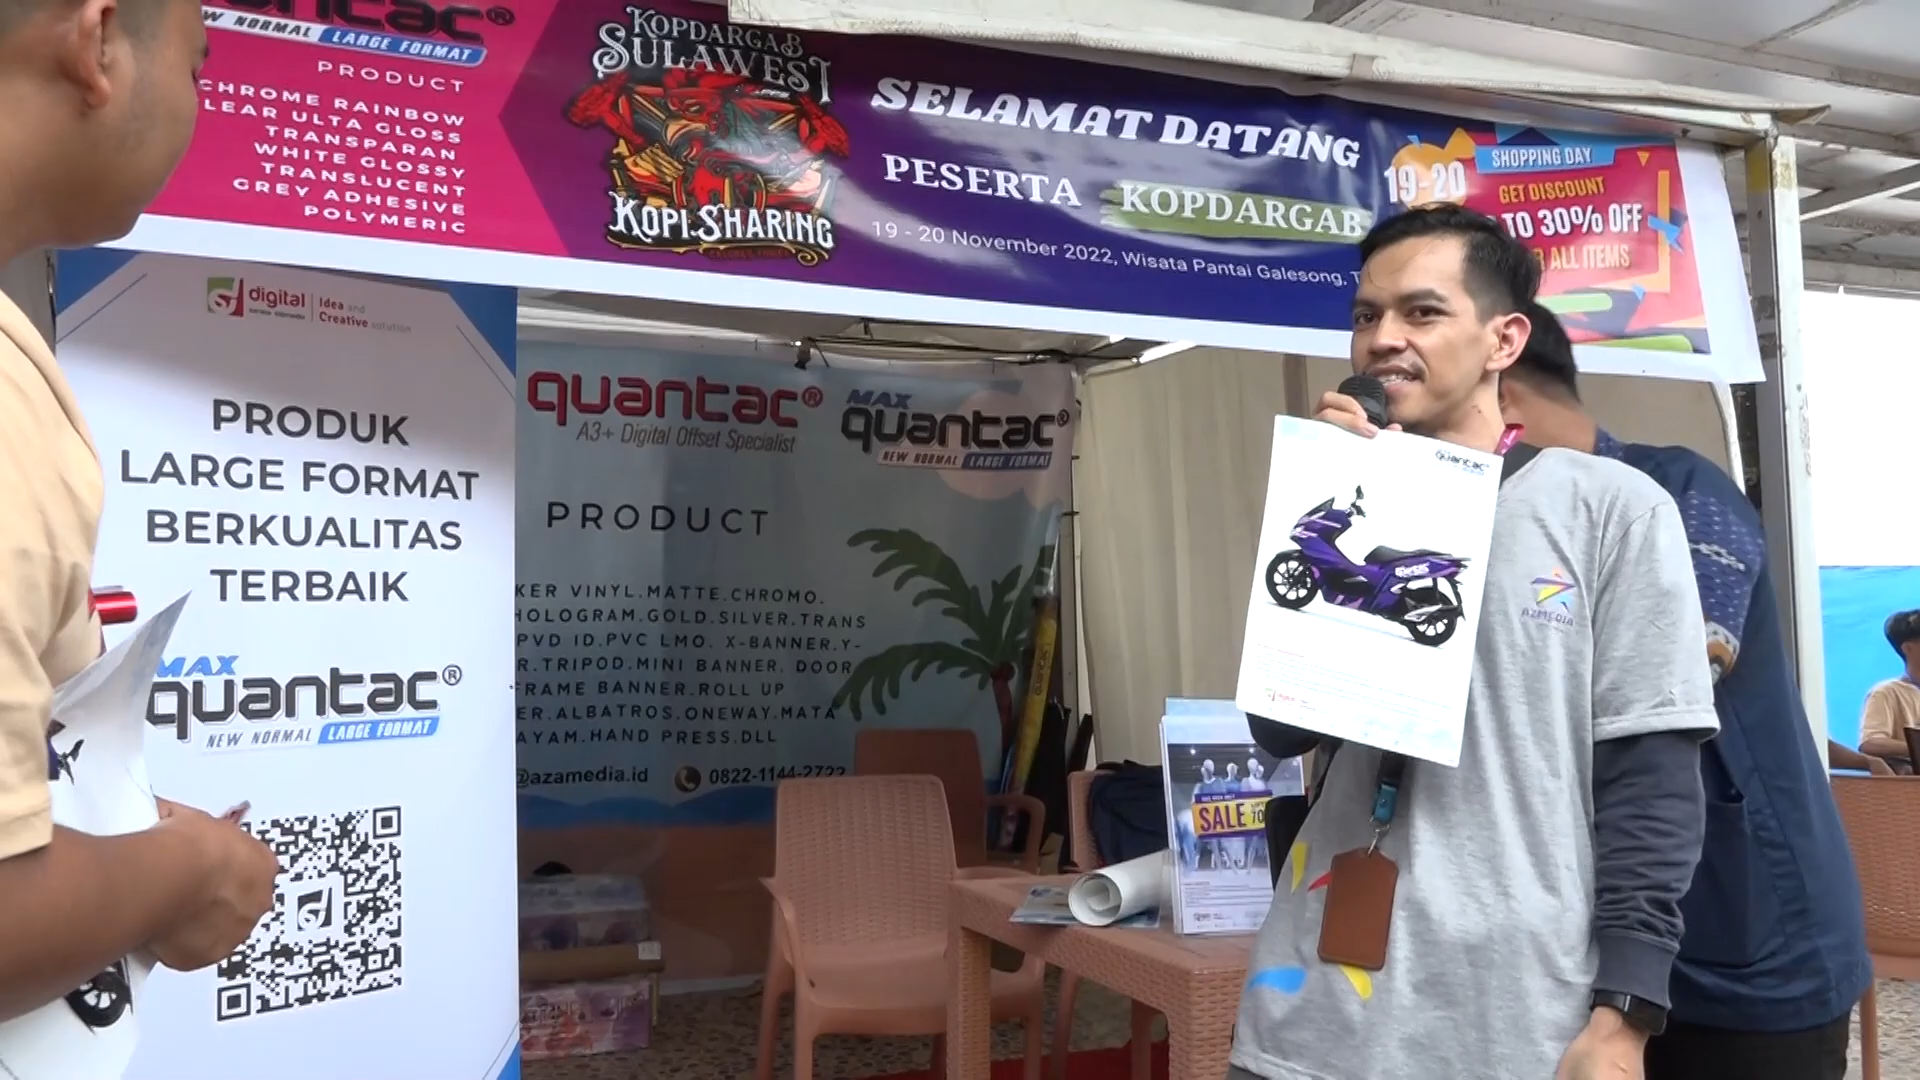 quantac®
NEW NORMAL LARGE FORMAT
PRODUCT
CHROME RAINBOW
LEAR ULTA GLOSS
TRANSPARAN
WHITE GLOSSY
TRANSLUCENT
GREY ADHESIVE
POLYMERIC
KOPDARGAB
SULAWEST
KOPI.SHARING
SELAMAT DATANG
PESERTA KOPDARGAB
19 - 20 November 2022, Wisata Pantai Galesong, T
19-20
SHOPPING DAY
GET DISCOUNT
TO 30% OFF
ALL ITEMS
digital
Idea and
Creative solution
PRODUK
LARGE FORMAT
BERKUALITAS
TERBAIK
MAX
quantac®
NEW NORMAL LARGE FORMAT
quantac®
A3+ Digital Offset Specialist
MAX
quantac®
NEW NORMAL LARGE FORMAT
PRODUCT
KER VINYL.MATTE.CHROMO.
HOLOGRAM.GOLD.SILVER.TRANS
PVD ID.PVC LMO. X-BANNER.Y-
R.TRIPOD.MINI BANNER. DOOR
FRAME BANNER.ROLL UP
ER.ALBATROS.ONEWAY.MATA
AYAM.HAND PRESS.DLL
@azamedia.id 0822-1144-2722
quantac
SALE
70
AZMEDIA